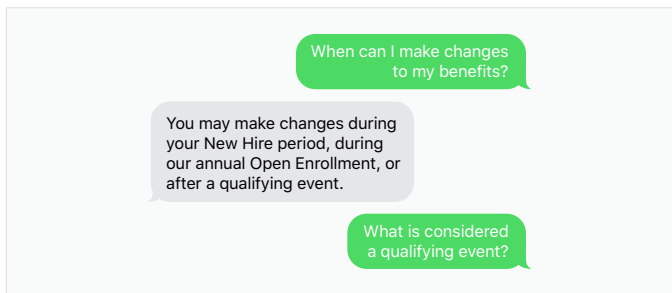 When can I make changes
to my benefits?
You may make changes during
your New Hire period, during
our annual Open Enrollment, or
after a qualifying event.
What is considered
a qualifying event?